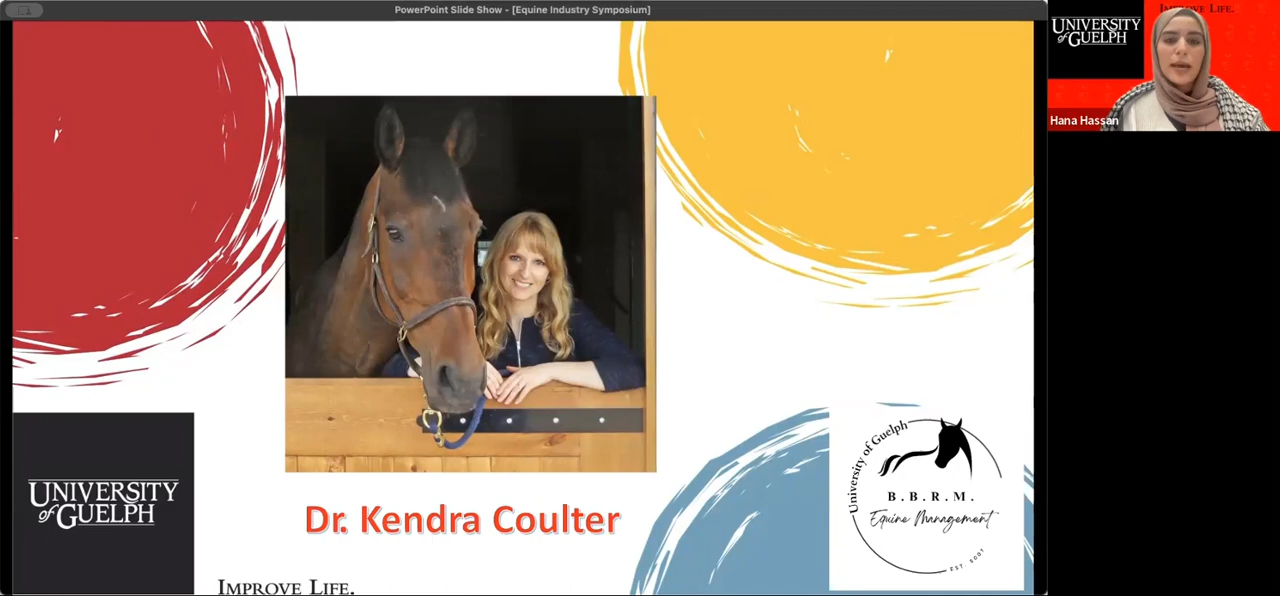 PowerPoint Slide Show - [Equine Industry Symposium]
UNIVERSITY
of GUELPH
IMPROVE LIFE.
Hana Hassan
Dr. Kendra Coulter
UNIVERSITY
of GUELPH
IMPROVE LIFE.
University of Guelph
B.B.R.M.
Equine Management
EST. 2007